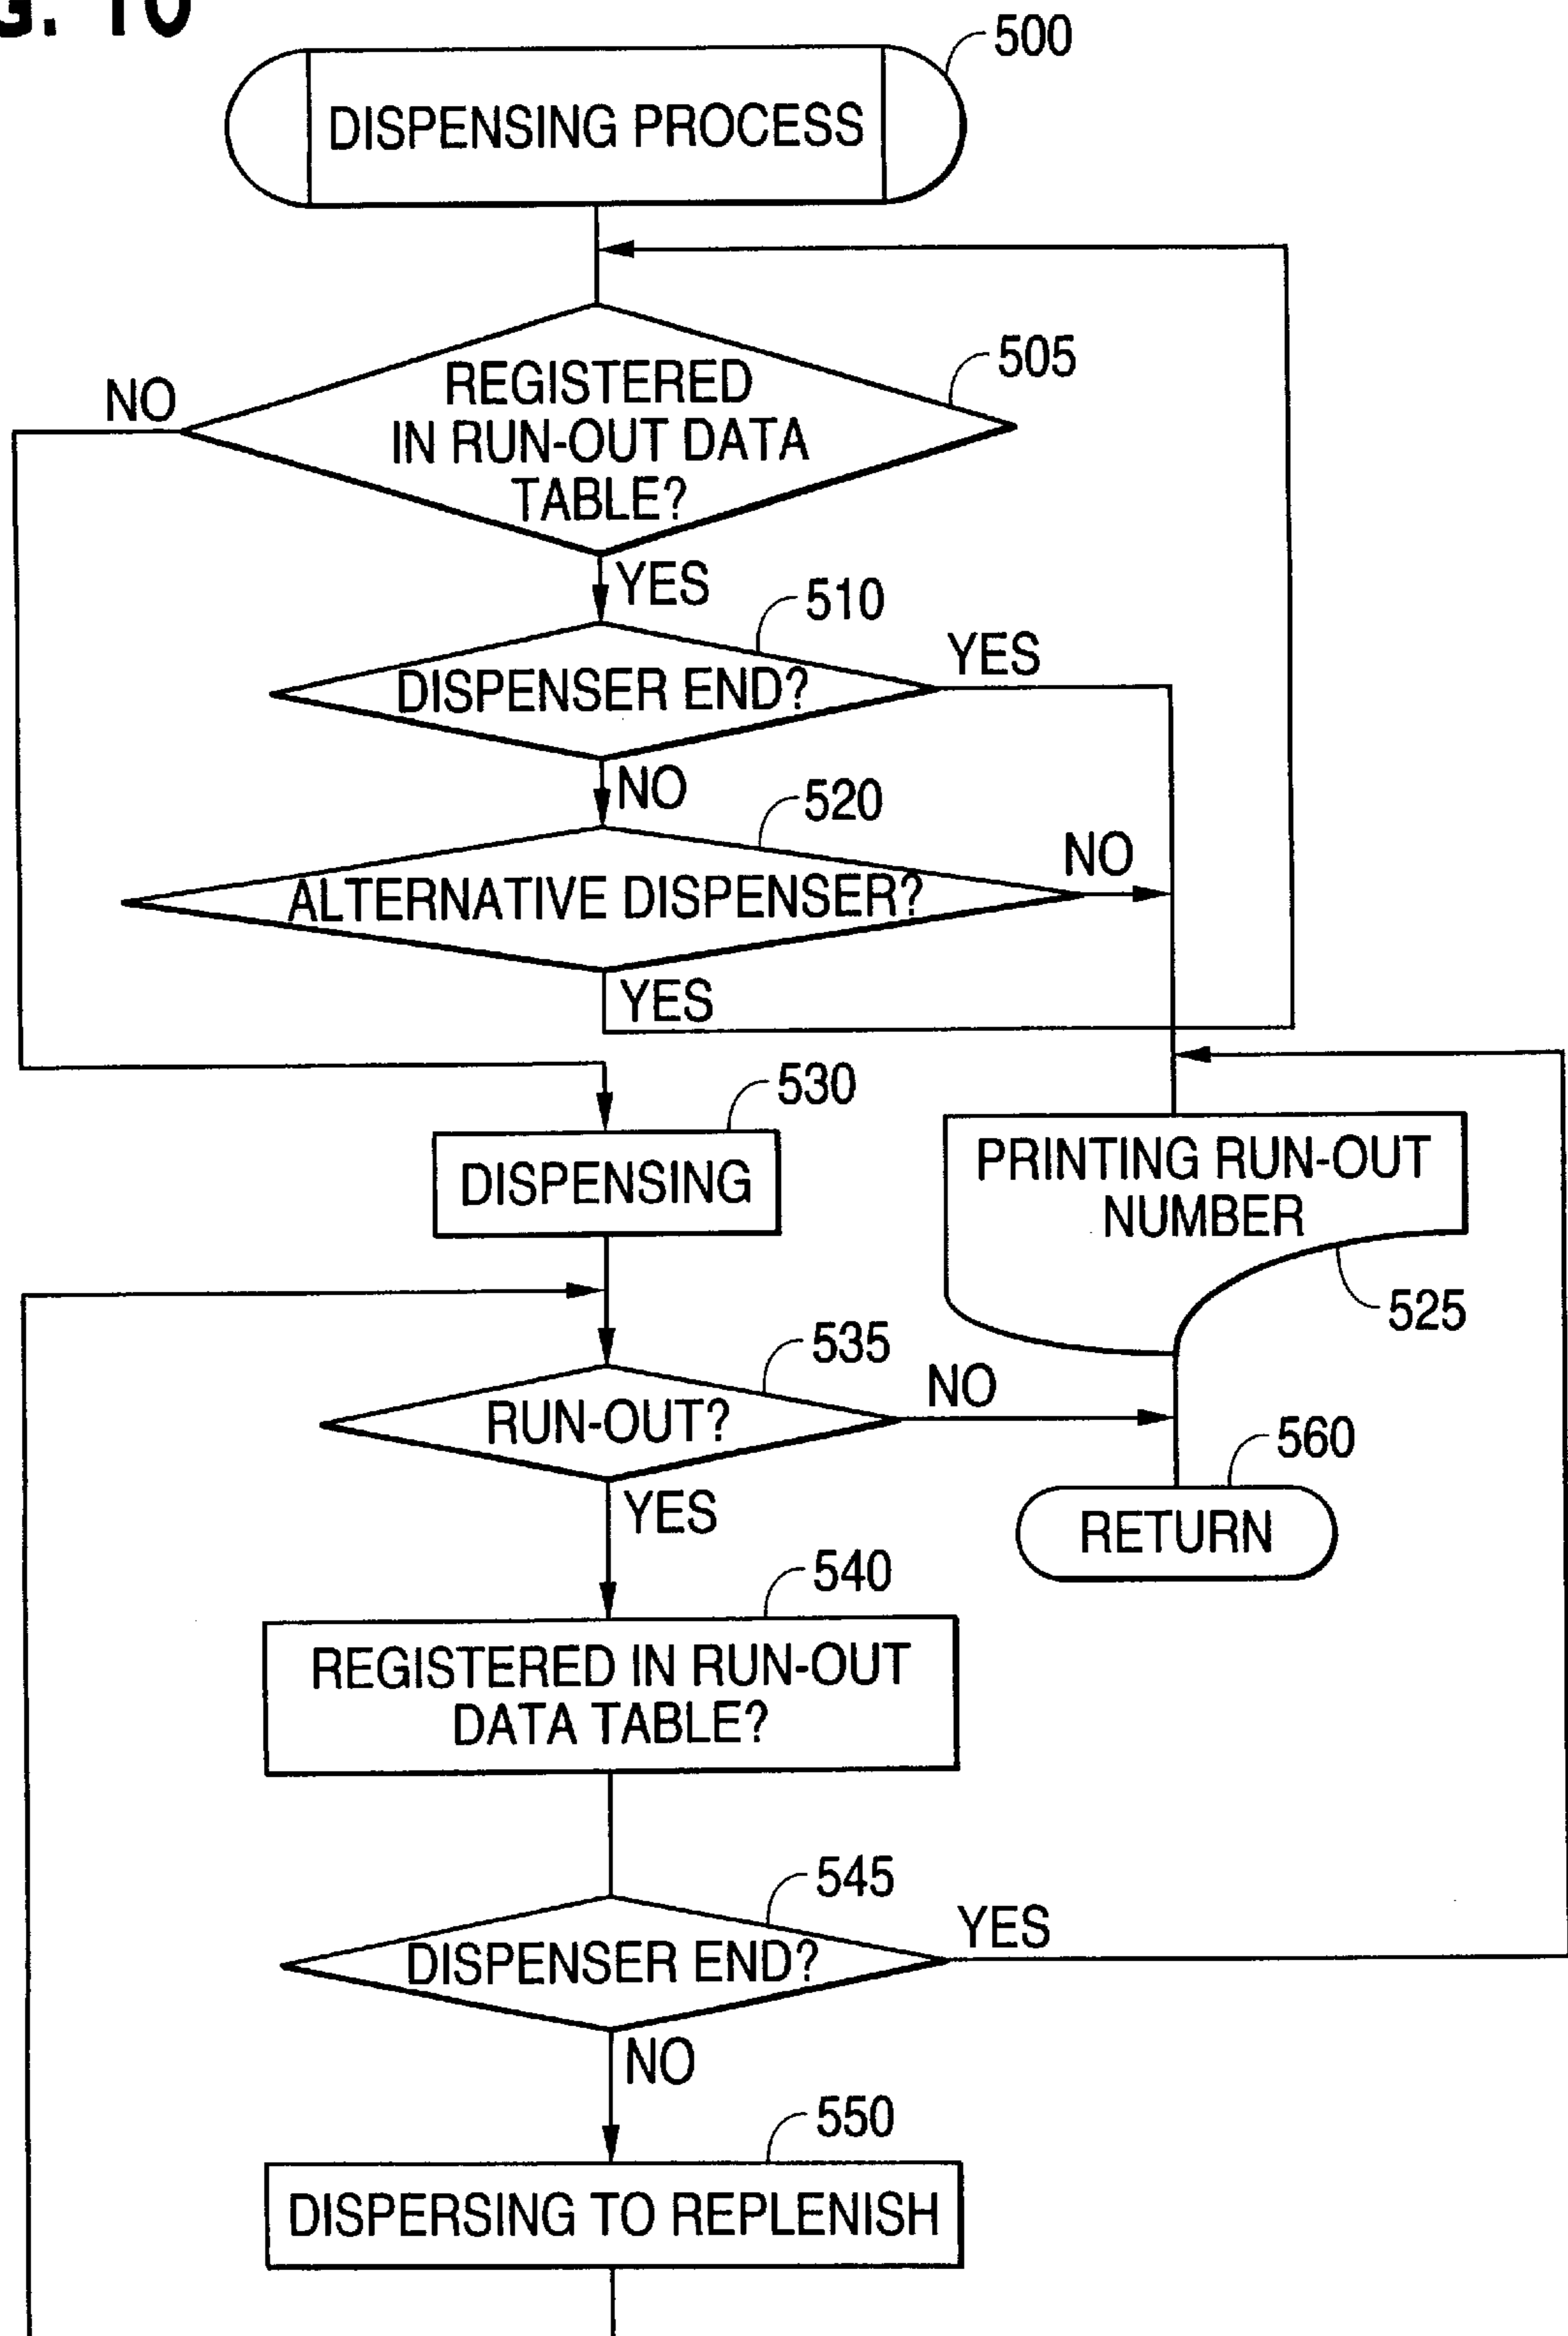 G. 10
500
DISPENSING PROCESS
505
NO
REGISTERED
IN RUN-OUT DATA
TABLE?
YES
510
YES
DISPENSER END?
NO
520
NO
ALTERNATIVE DISPENSER?
YES
530
DISPENSING
PRINTING RUN-OUT
NUMBER
525
535
NO
RUN-OUT?
560
YES
RETURN
540
REGISTERED IN RUN-OUT
DATA TABLE?
545
YES
DISPENSER END?
NO
550
DISPERSING TO REPLENISH